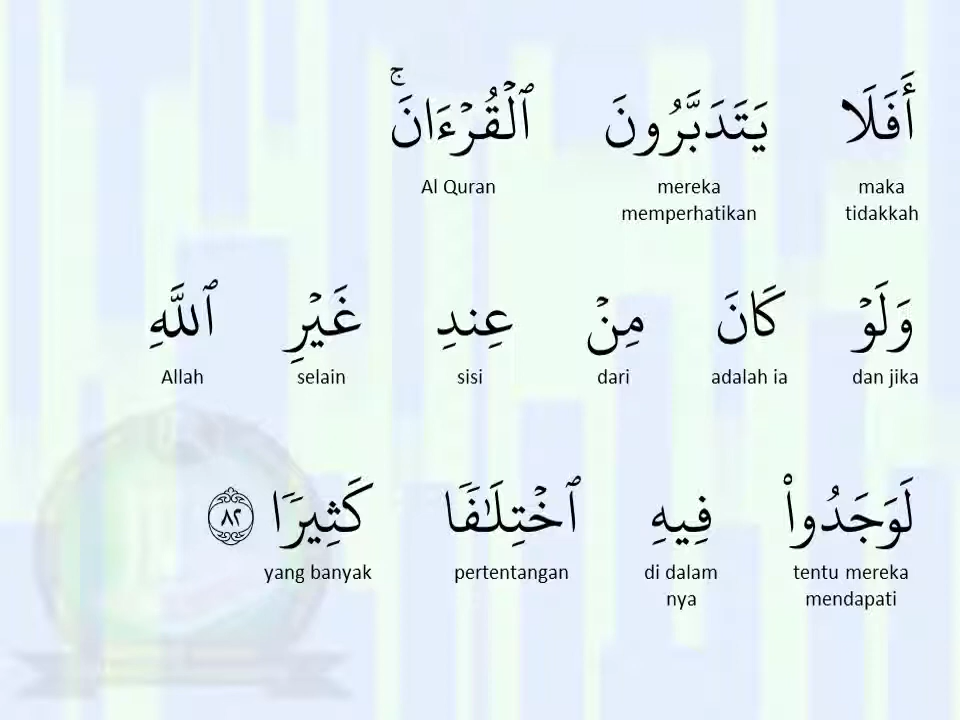 أَفَلَا يَتَدَبَّرُونَ ٱلْقُرْءَانَ ۚ
maka mereka Al Quran
tidakkah memperhatikan
وَلَوْ كَانَ مِنْ عِندِ غَيْرِ ٱللَّهِ
dan jika adalah ia dari sisi selain Allah
لَوَجَدُوا۟ فِيهِ ٱخْتِلَـٰفًا كَثِيرًا ٨٢
tentu mereka di dalam pertentangan yang banyak
mendapati nya